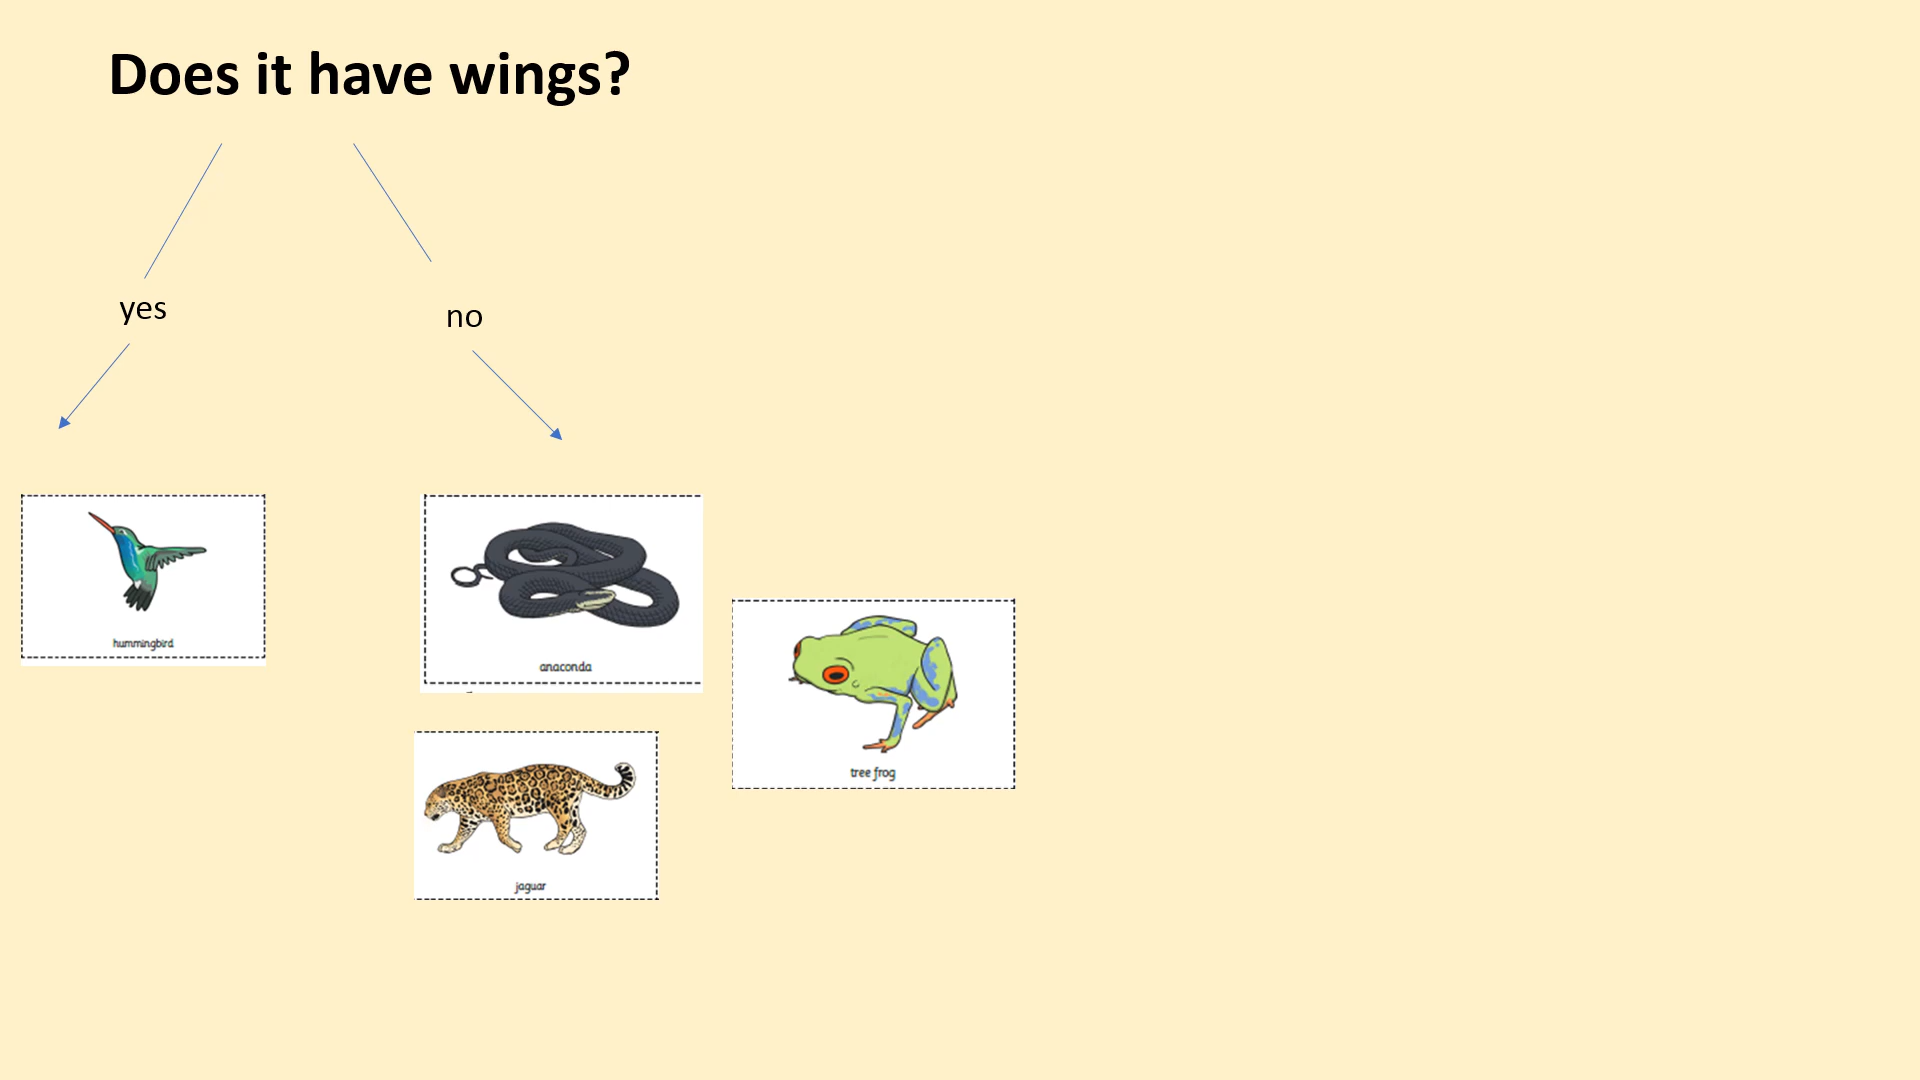 Does it have wings?
yes
no
hummingbird
anaconda
tree frog
jaguar